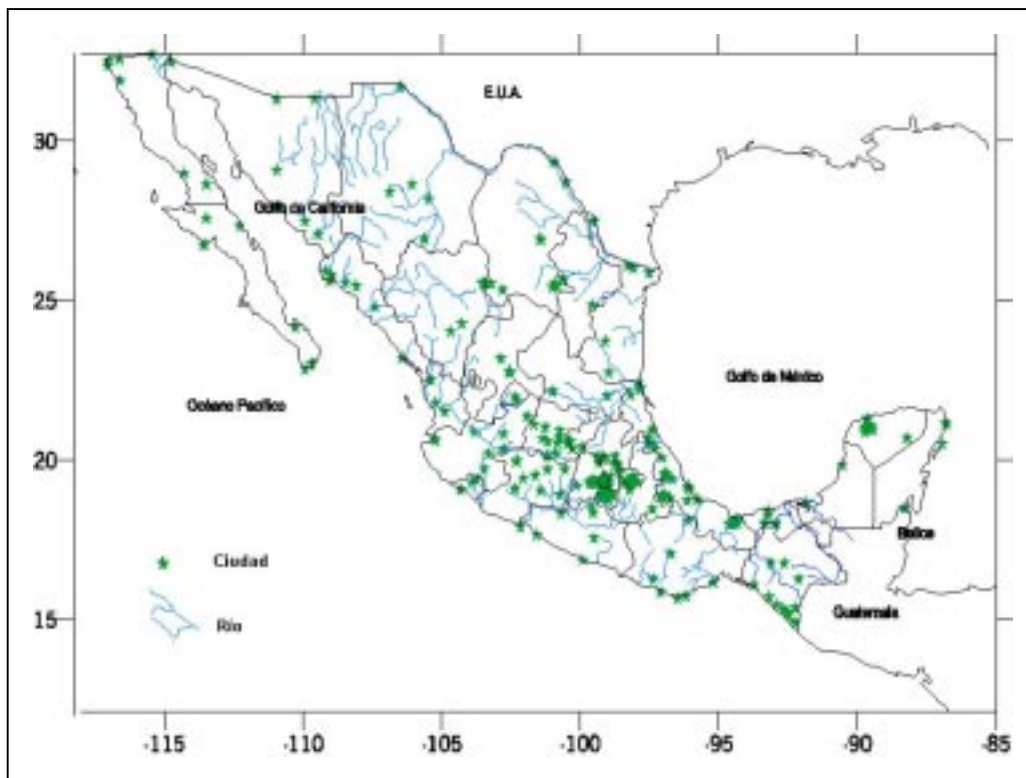 E.U.A.
30
Golfo de California
25
Golfo de México
Océano Pacífico
20
Belice
Ciudad
Guatemala
Río
15
-115
-110
-105
-100
-95
-90
-85